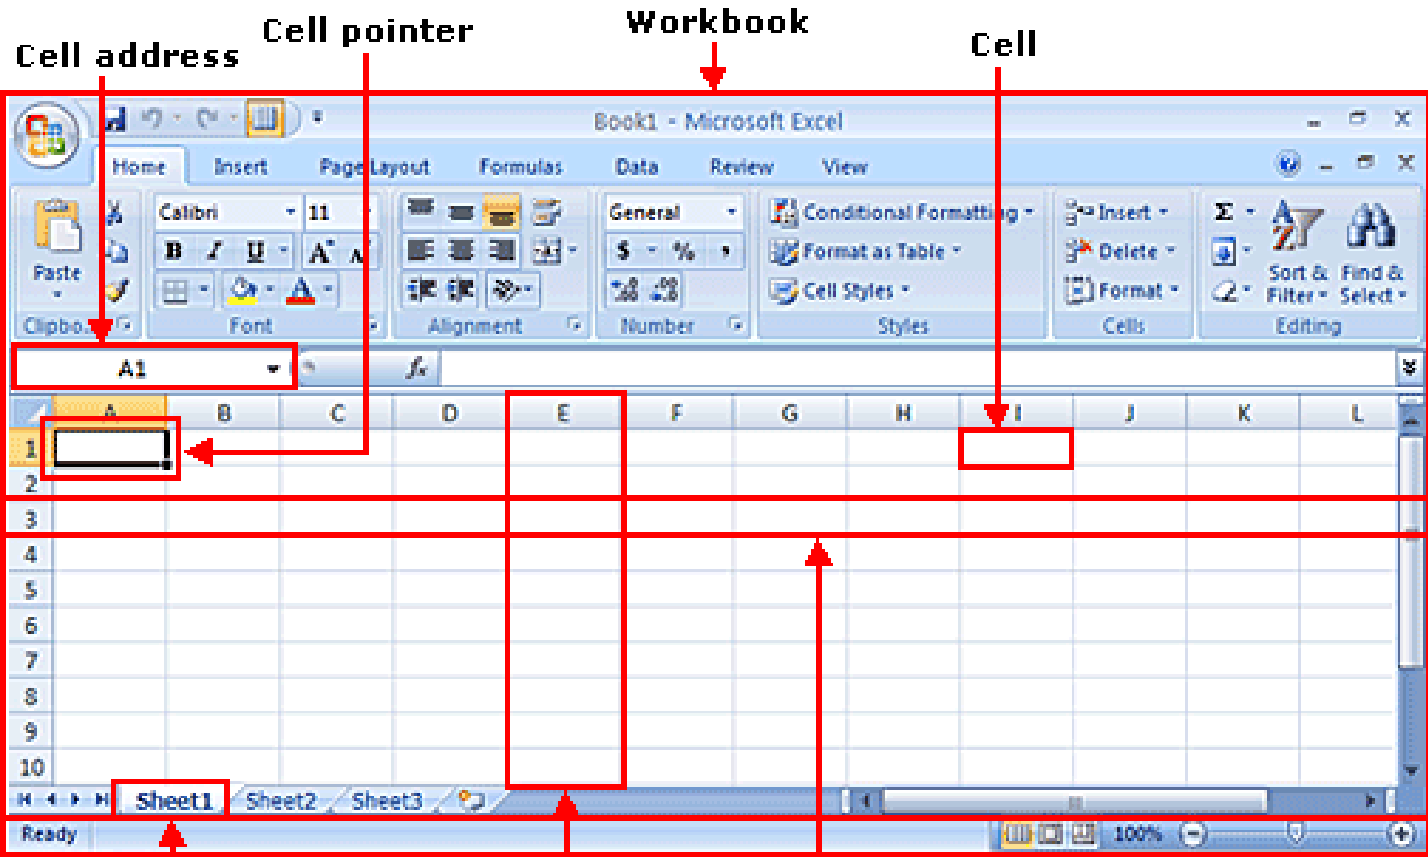 Workbook
Cell pointer
Cell
Cell address
Book1 - Microsoft Excel
Home Insert Page Layout Formulas Data Review View
Calibri 11 General Conditional Formatting Insert Σ
B I U A A $ % , Format as Table Delete
Paste Sort & Find &
A Cell Styles Format Filter Select
Clipbo... Font Alignment Number Styles Cells Editing
A1 fx
A B C D E F G H I J K L
1
2
3
4
5
6
7
8
9
10
Sheet1 Sheet2 Sheet3
Ready 100%